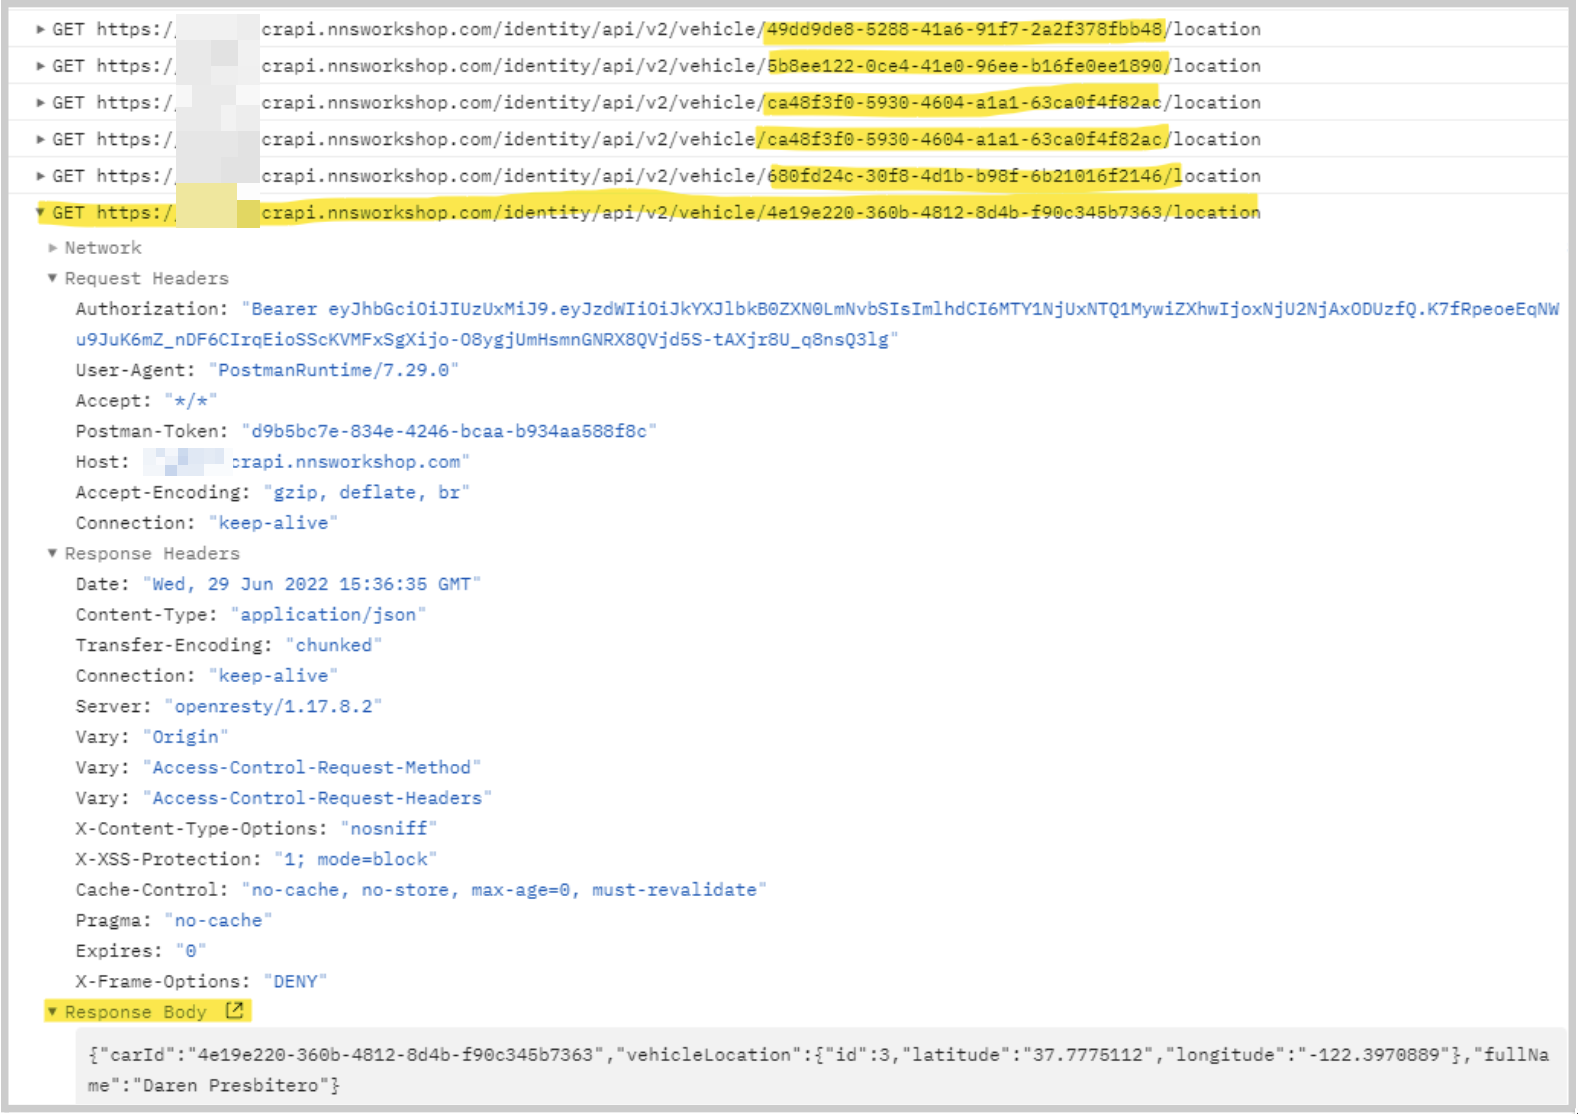 GET https:/ crapi.nnsworkshop.com/identity/api/v2/vehicle/49dd9de8-5288-41a6-91f7-2a2f378fbb48/location
GET https:/ crapi.nnsworkshop.com/identity/api/v2/vehicle/5b8ee122-0ce4-41e0-96ee-b16fe0ee1890/location
GET https:/ crapi.nnsworkshop.com/identity/api/v2/vehicle/ca48f3f0-5930-4604-a1a1-63ca0f4f82ac/location
GET https:/ crapi.nnsworkshop.com/identity/api/v2/vehicle/ca48f3f0-5930-4604-a1a1-63ca0f4f82ac/location
GET https:/ crapi.nnsworkshop.com/identity/api/v2/vehicle/680fd24c-30f8-4d1b-b98f-6b21016f2146/location
GET https:/ crapi.nnsworkshop.com/identity/api/v2/vehicle/4e19e220-360b-4812-8d4b-f90c345b7363/location
Network
Request Headers
Authorization: "Bearer eyJhbGciOiJIUzUxMiJ9.eyJzdWIiOiJkYXJlbkB0ZXN0LmNvbSIsImlhdCI6MTY1NjUxNTQ1MywiZXhwIjoxNjU2NjAxODUzfQ.K7fRpeoeEqNW
u9JuK6mZ_nDF6CIrqEioSScKVMFxSgXijo-O8ygjUmHsmnGNRX8QVjd5S-tAXjr8U_q8nsQ3lg"
User-Agent: "PostmanRuntime/7.29.0"
Accept: "*/*"
Postman-Token: "d9b5bc7e-834e-4246-bcaa-b934aa588f8c"
Host: crapi.nnsworkshop.com"
Accept-Encoding: "gzip, deflate, br"
Connection: "keep-alive"
Response Headers
Date: "Wed, 29 Jun 2022 15:36:35 GMT"
Content-Type: "application/json"
Transfer-Encoding: "chunked"
Connection: "keep-alive"
Server: "openresty/1.17.8.2"
Vary: "Origin"
Vary: "Access-Control-Request-Method"
Vary: "Access-Control-Request-Headers"
X-Content-Type-Options: "nosniff"
X-XSS-Protection: "1; mode=block"
Cache-Control: "no-cache, no-store, max-age=0, must-revalidate"
Pragma: "no-cache"
Expires: "0"
X-Frame-Options: "DENY"
Response Body
{"carId":"4e19e220-360b-4812-8d4b-f90c345b7363","vehicleLocation":{"id":3,"latitude":"37.7775112","longitude":"-122.3970889"},"fullNa
me":"Daren Presbitero"}